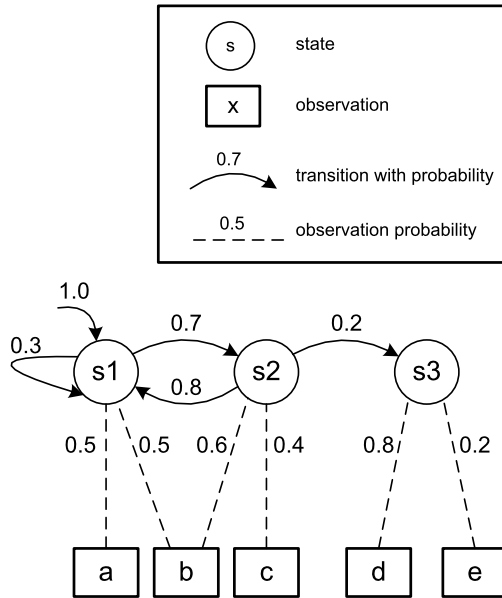 s state
x observation
0.7 transition with probability
0.5 observation probability
1.0
0.3 0.7 0.2
s1 s2 s3
0.8
0.5 0.5 0.6 0.4 0.8 0.2
a b c d e